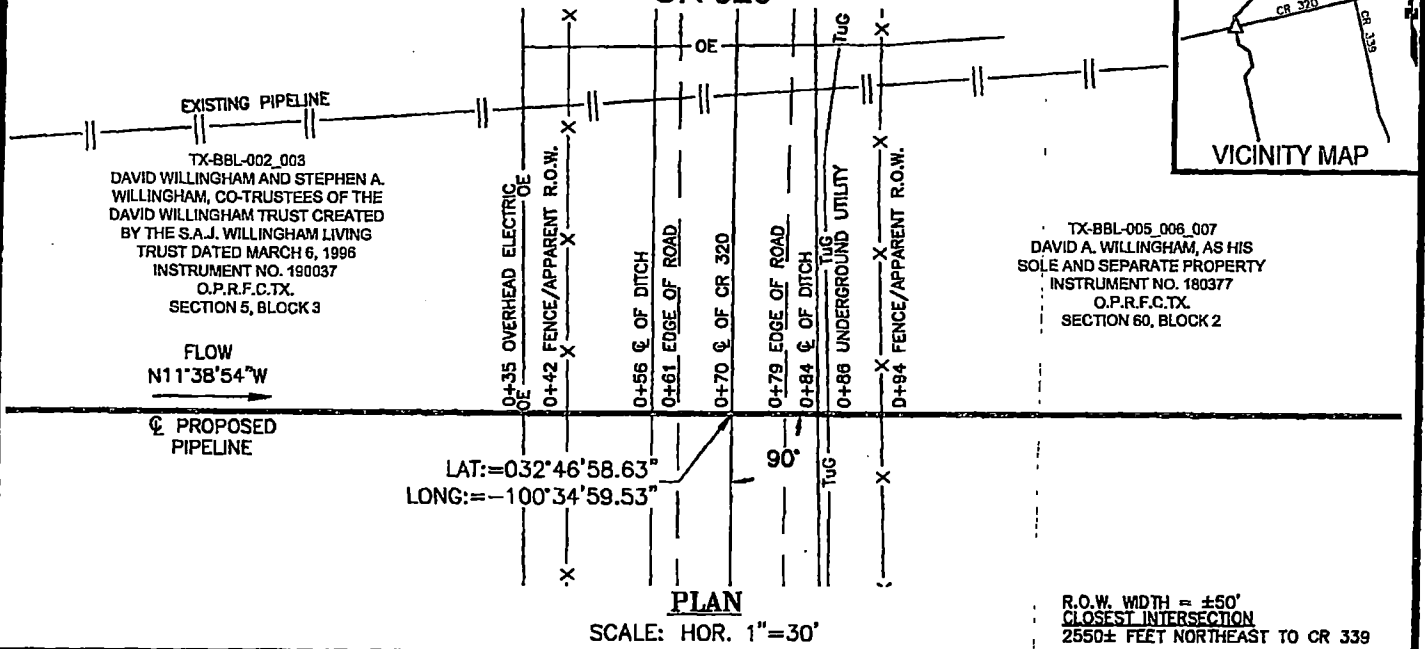 CR 320
CR 339
VICINITY MAP
OE
TuG
EXISTING PIPELINE
TX-BBL-002_003
DAVID WILLINGHAM AND STEPHEN A.
WILLINGHAM, CO-TRUSTEES OF THE
DAVID WILLINGHAM TRUST CREATED
BY THE S.A.J. WILLINGHAM LIVING
TRUST DATED MARCH 6, 1996
INSTRUMENT NO. 190037
O.P.R.F.C.TX.
SECTION 5, BLOCK 3
FLOW
N11°38'54"W
℄ PROPOSED
PIPELINE
0+35 OVERHEAD ELECTRIC
OE
OE
0+42 FENCE/APPARENT R.O.W.
0+56 ℄ OF DITCH
0+61 EDGE OF ROAD
0+70 ℄ OF CR 320
0+79 EDGE OF ROAD
0+84 ℄ OF DITCH
TuG
0+86 UNDERGROUND UTILITY
0+94 FENCE/APPARENT R.O.W.
TX-BBL-005_006_007
DAVID A. WILLINGHAM, AS HIS
SOLE AND SEPARATE PROPERTY
INSTRUMENT NO. 180377
O.P.R.F.C.TX.
SECTION 60, BLOCK 2
LAT:=032°46'58.63"
LONG:=-100°34'59.53"
90°
TuG
PLAN
SCALE: HOR. 1"=30'
R.O.W. WIDTH = ±50'
CLOSEST INTERSECTION
2550± FEET NORTHEAST TO CR 339